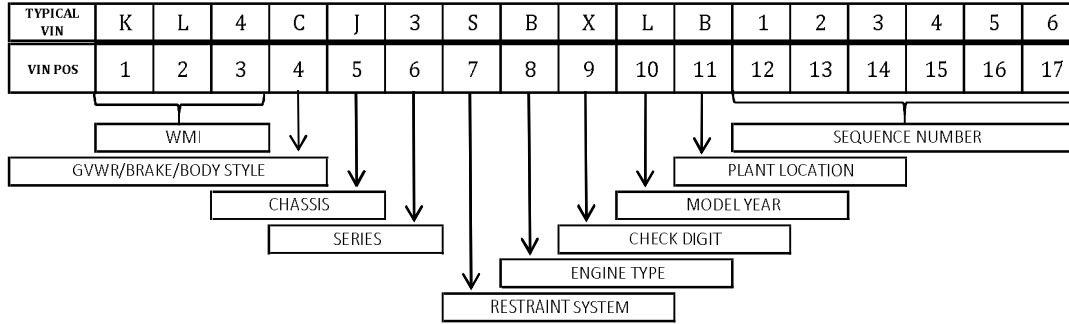 TYPICAL VIN K L 4 C J 3 S B X L B 1 2 3 4 5 6
VIN POS 1 2 3 4 5 6 7 8 9 10 11 12 13 14 15 16 17
WMI SEQUENCE NUMBER
GVWR/BRAKE/BODY STYLE PLANT LOCATION
CHASSIS MODEL YEAR
SERIES CHECK DIGIT
ENGINE TYPE
RESTRAINT SYSTEM